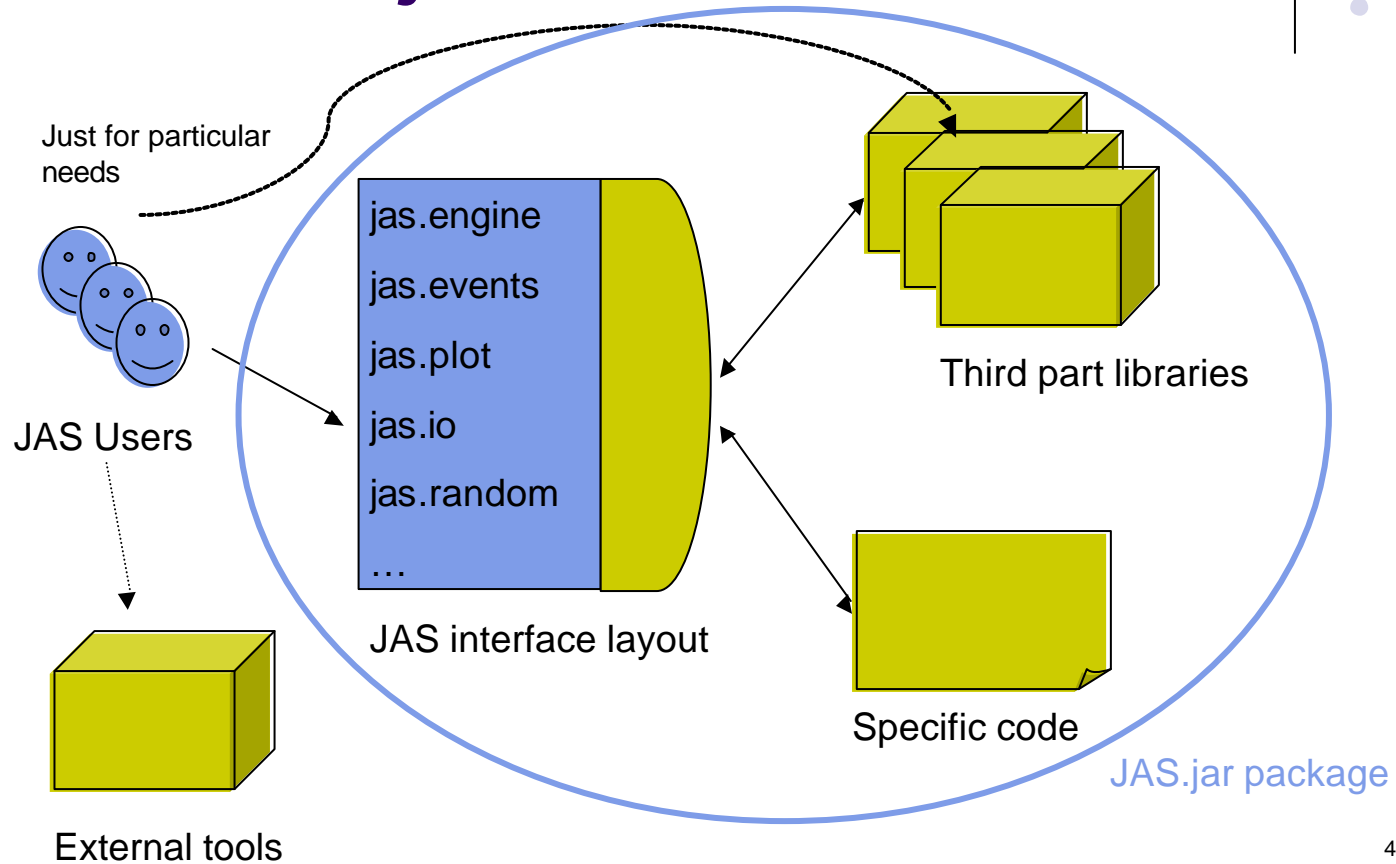 Just for particular
needs
jas.engine
jas.events
jas.plot
jas.io
jas.random
…
JAS Users
Third part libraries
JAS interface layout
Specific code
JAS.jar package
External tools
4